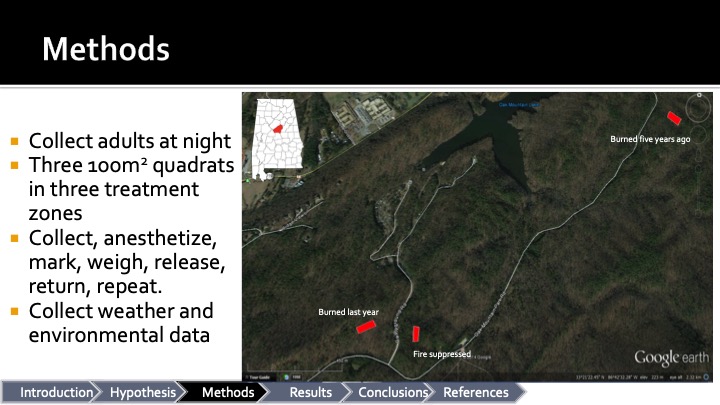 Methods
Collect adults at night
Three 100m² quadrats
in three treatment
zones
Collect, anesthetize,
mark, weigh, release,
return, repeat.
Collect weather and
environmental data
Burned five years ago
Burned last year
Fire suppressed
Google earth
Introduction
Hypothesis
Methods
Results
Conclusions
References